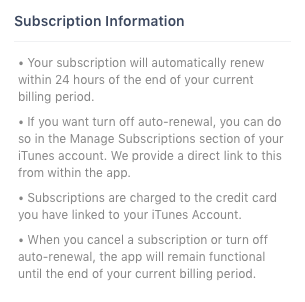 Subscription Information
• Your subscription will automatically renew
within 24 hours of the end of your current
billing period.
• If you want turn off auto-renewal, you can do
so in the Manage Subscriptions section of your
iTunes account. We provide a direct link to this
from within the app.
• Subscriptions are charged to the credit card
you have linked to your iTunes Account.
• When you cancel a subscription or turn off
auto-renewal, the app will remain functional
until the end of your current billing period.